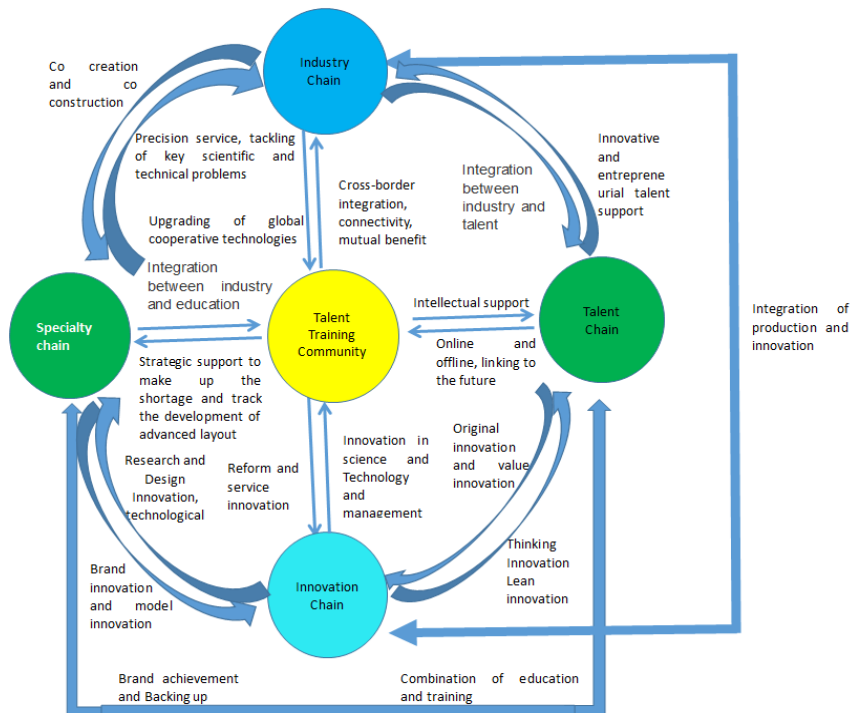 Industry
Chain
Co creation
and co
construction
Precision service, tackling
of key scientific and
technical problems
Innovative
and
entreprene
urial talent
support
Integration
between
industry and
talent
Cross-border
integration,
connectivity,
mutual benefit
Upgrading of global
cooperative technologies
Integration
between industry
and education
Specialty
chain
Talent
Training
Community
Intellectual support
Talent
Chain
Integration of
production and
innovation
Online and
offline, linking to
the future
Strategic support to
make up the
shortage and track
the development of
advanced layout
Original
innovation
and value
innovation
Innovation in
science and
Technology
and
management
Research and
Design
Innovation,
technological
Reform and
service
innovation
Thinking
Innovation
Lean
innovation
Brand
innovation
and model
innovation
Innovation
Chain
Brand achievement
and Backing up
Combination of education
and training